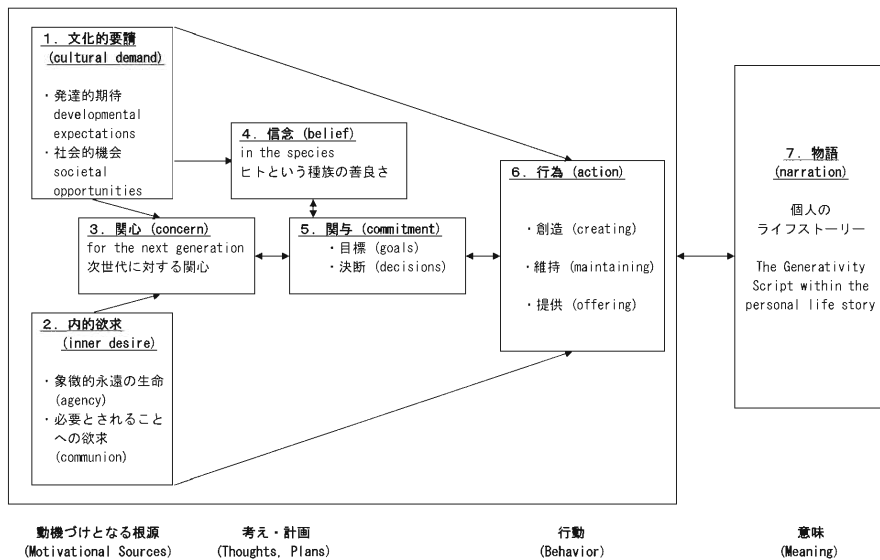 １．文化的要請
(cultural demand)
・発達的期待
developmental
expectations
・社会的機会
societal
opportunities
２．内的欲求
(inner desire)
・象徴的永遠の生命
(agency)
・必要とされること
への欲求
(communion)
３．関心 (concern)
for the next generation
次世代に対する関心
４．信念 (belief)
in the species
ヒトという種族の善良さ
５．関与 (commitment)
・目標 (goals)
・決断 (decisions)
６．行為 (action)
・創造 (creating)
・維持 (maintaining)
・提供 (offering)
７．物語
(narration)
個人の
ライフストーリー
The Generativity
Script within the
personal life story
動機づけとなる根源
(Motivational Sources)
考え・計画
(Thoughts, Plans)
行動
(Behavior)
意味
(Meaning)